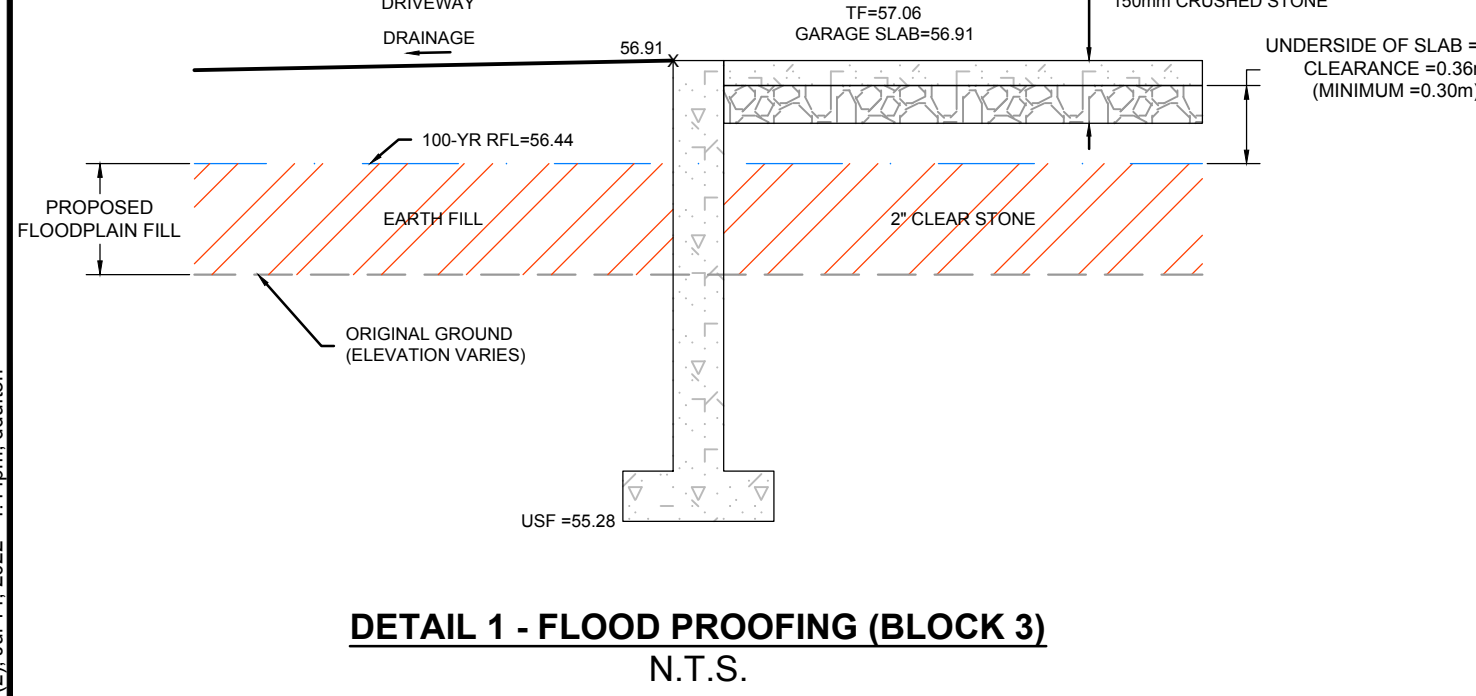 DRIVEWAY
DRAINAGE
56.91
TF=57.06
GARAGE SLAB=56.91
150mm CRUSHED STONE
UNDERSIDE OF SLAB =
CLEARANCE =0.36m
(MINIMUM =0.30m)
100-YR RFL=56.44
PROPOSED
FLOODPLAIN FILL
EARTH FILL
2" CLEAR STONE
ORIGINAL GROUND
(ELEVATION VARIES)
USF =55.28
DETAIL 1 - FLOOD PROOFING (BLOCK 3)
N.T.S.